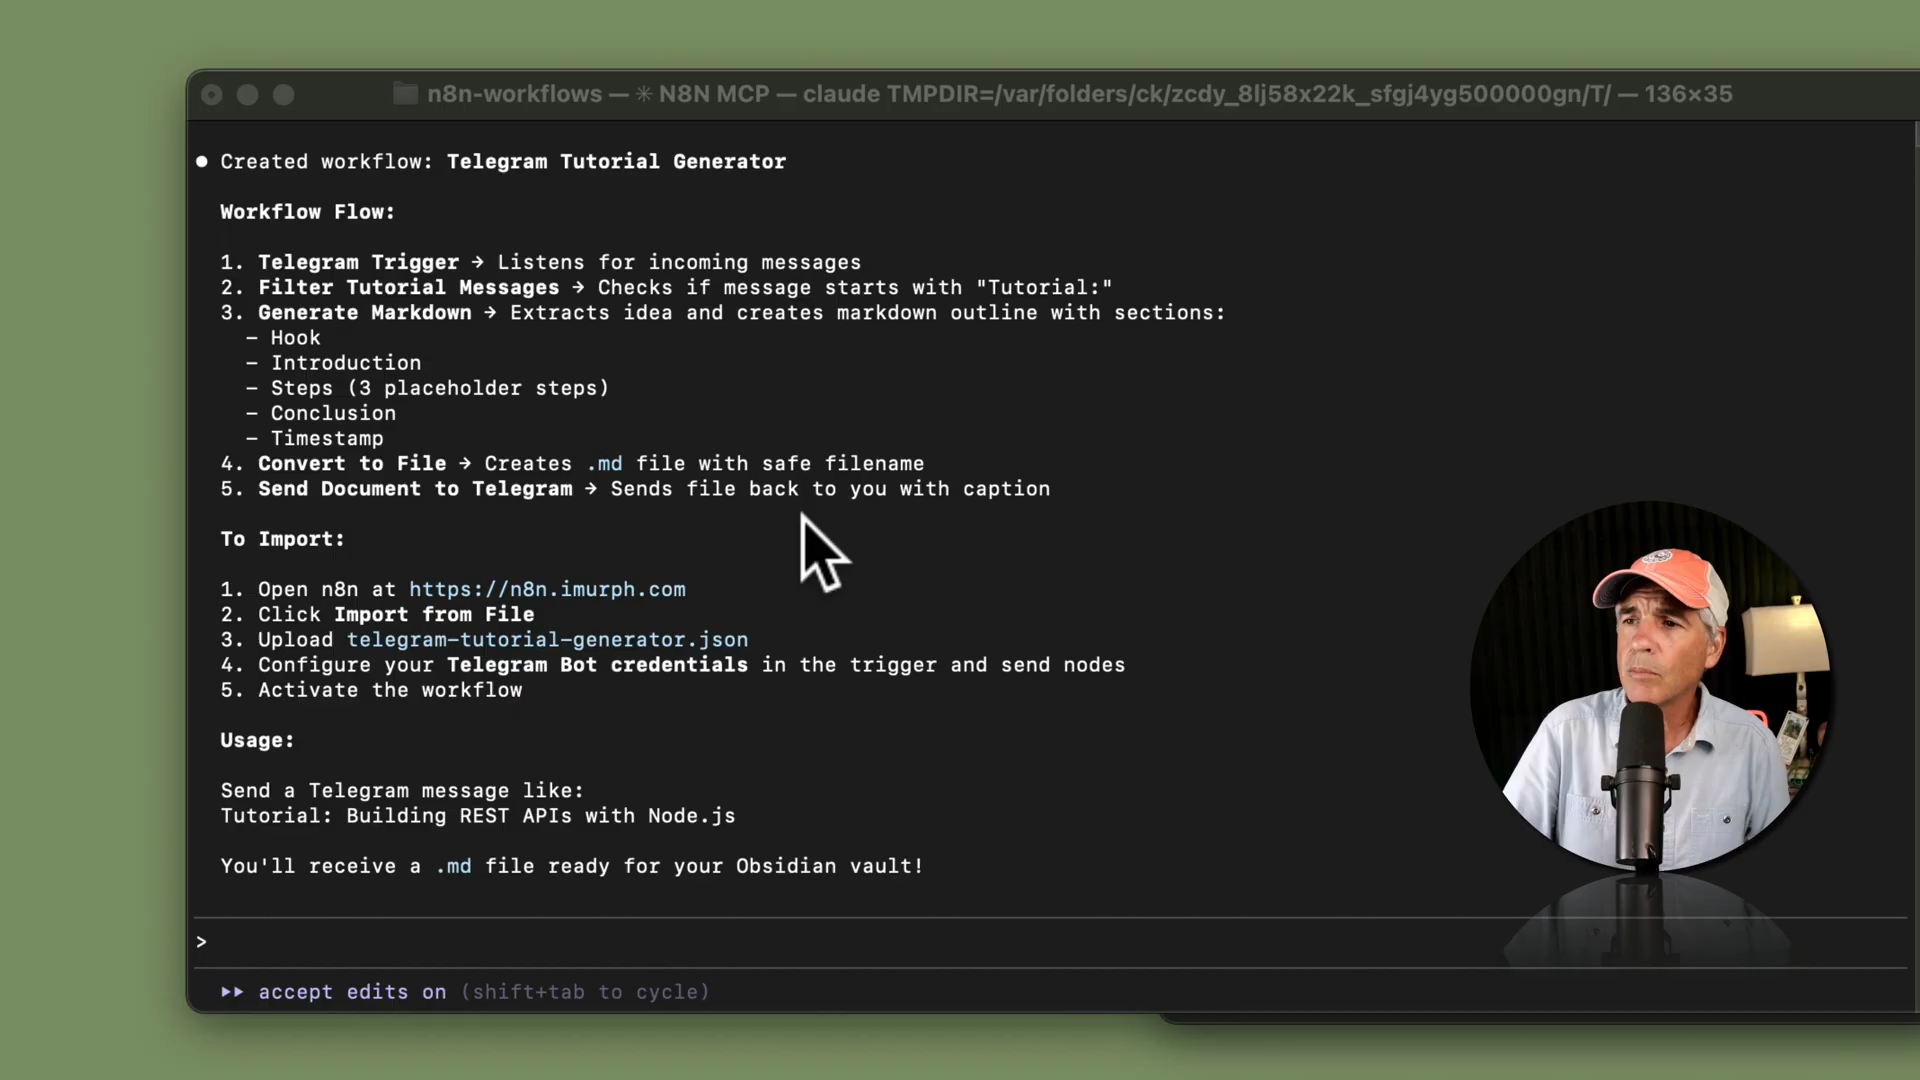 n8n-workflows — ✳ N8N MCP — claude TMPDIR=/var/folders/ck/zcdy_8lj58x22k_sfgj4yg500000gn/T/ — 136×35
● Created workflow: Telegram Tutorial Generator
Workflow Flow:
1. Telegram Trigger → Listens for incoming messages
2. Filter Tutorial Messages → Checks if message starts with "Tutorial:"
3. Generate Markdown → Extracts idea and creates markdown outline with sections:
– Hook
– Introduction
– Steps (3 placeholder steps)
– Conclusion
– Timestamp
4. Convert to File → Creates .md file with safe filename
5. Send Document to Telegram → Sends file back to you with caption
To Import:
1. Open n8n at https://n8n.imurph.com
2. Click Import from File
3. Upload telegram-tutorial-generator.json
4. Configure your Telegram Bot credentials in the trigger and send nodes
5. Activate the workflow
Usage:
Send a Telegram message like:
Tutorial: Building REST APIs with Node.js
You'll receive a .md file ready for your Obsidian vault!
>
▸▸ accept edits on (shift+tab to cycle)